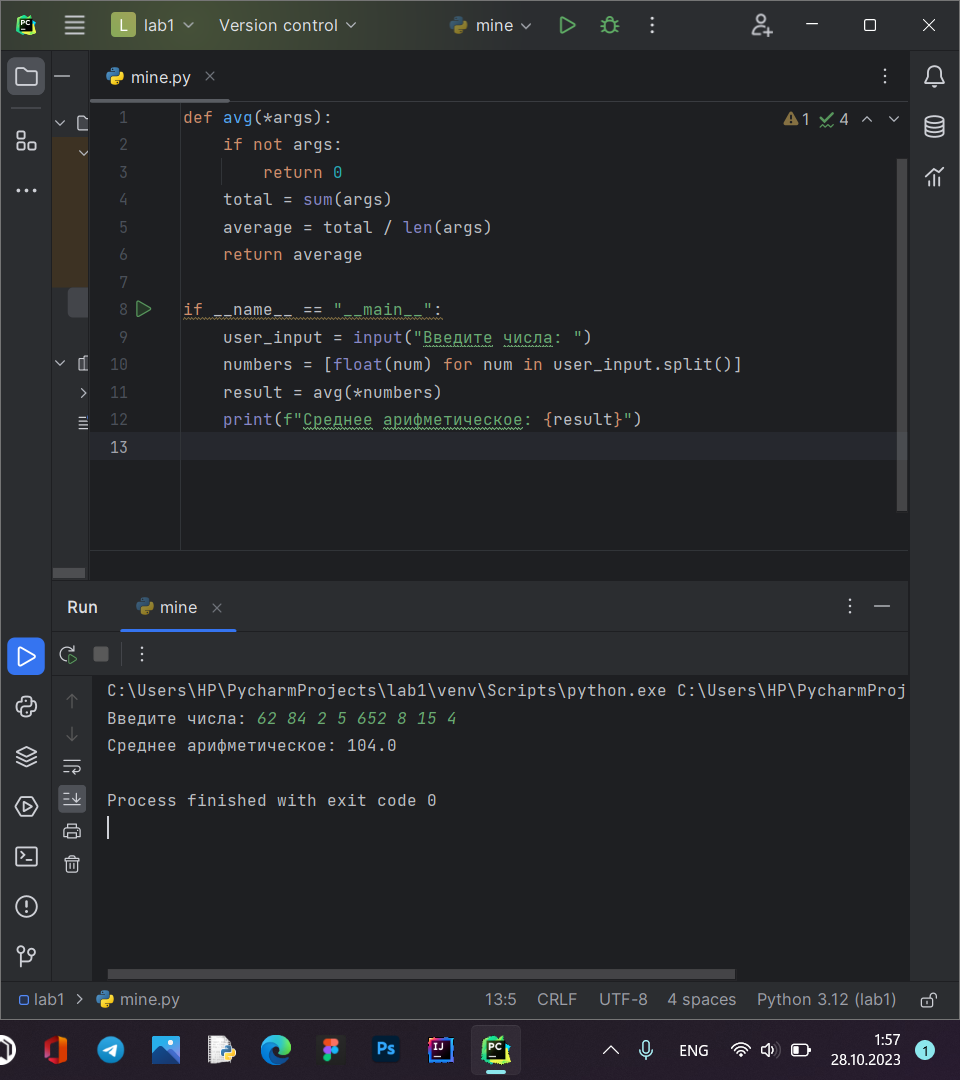 L lab1 Version control mine
mine.py
1 def avg(*args):
1 4
2 if not args:
3 return 0
4 total = sum(args)
5 average = total / len(args)
6 return average
7
8 if __name__ == "__main__":
9 user_input = input("Введите числа: ")
10 numbers = [float(num) for num in user_input.split()]
11 result = avg(*numbers)
12 print(f"Среднее арифметическое: {result}")
13
Run mine
C:\Users\HP\PycharmProjects\lab1\venv\Scripts\python.exe C:\Users\HP\PycharmProj
Введите числа: 62 84 2 5 652 8 15 4
Среднее арифметическое: 104.0
Process finished with exit code 0
lab1 mine.py 13:5 CRLF UTF-8 4 spaces Python 3.12 (lab1)
Ps IJ PC ENG 1:57
28.10.2023 1